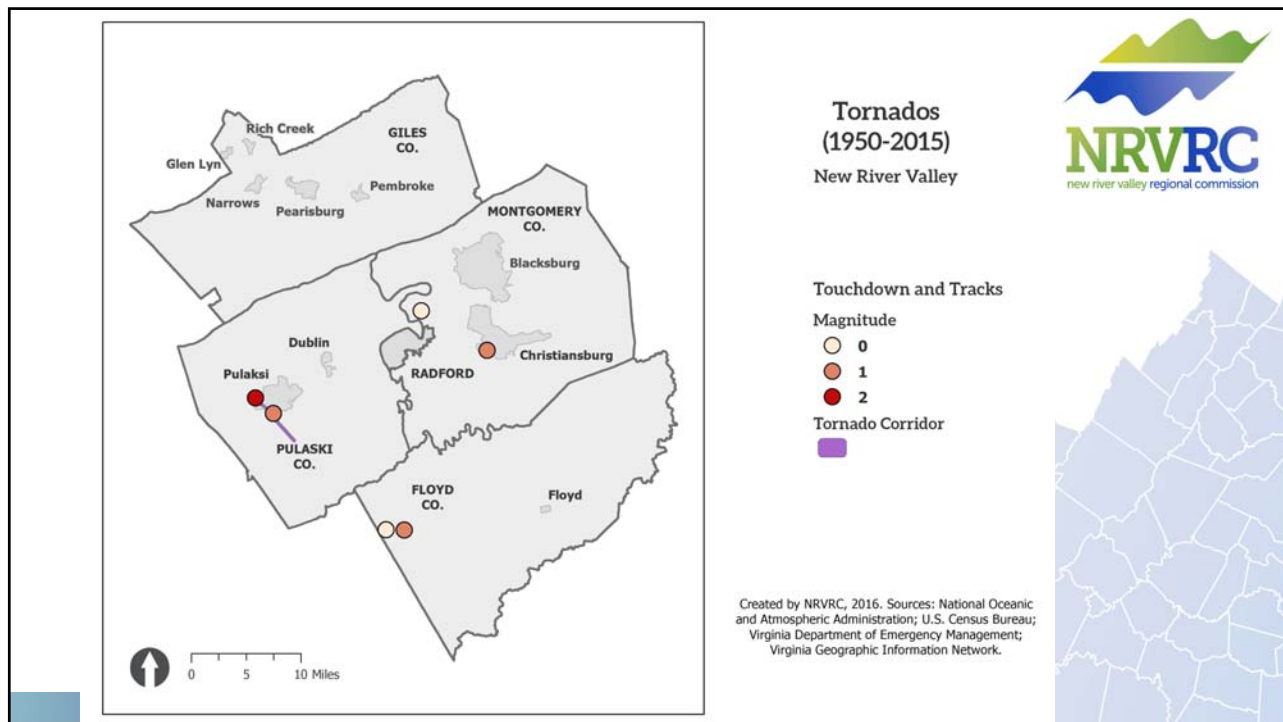 Rich Creek
GILES
CO.
Glen Lyn
Pembroke
Narrows
Pearisburg
MONTGOMERY
CO.
Blacksburg
Dublin
Christiansburg
Pulaksi
RADFORD
PULASKI
CO.
FLOYD
CO.
Floyd
0 5 10 Miles
Tornados
(1950-2015)
New River Valley
NRVRC
new river valley regional commission
Touchdown and Tracks
Magnitude
0
1
2
Tornado Corridor
Created by NRVRC, 2016. Sources: National Oceanic
and Atmospheric Administration; U.S. Census Bureau;
Virginia Department of Emergency Management;
Virginia Geographic Information Network.